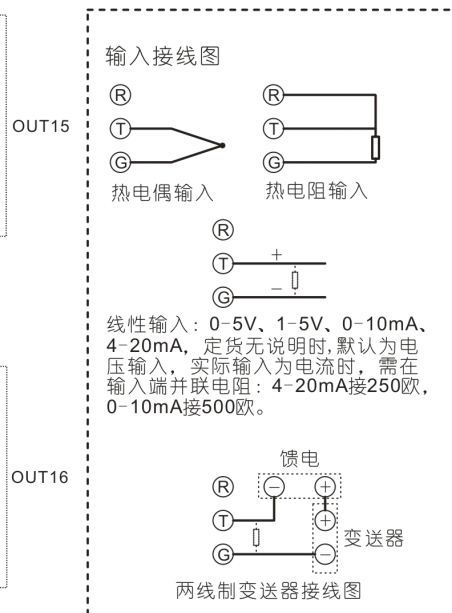 输入接线图
OUT15
R
T
G
热电偶输入
R
T
G
热电阻输入
R
T +
G −
线性输入：0-5V、1-5V、0-10mA、
4-20mA，定货无说明时,默认为电
压输入，实际输入为电流时，需在
输入端并联电阻：4-20mA接250欧，
0-10mA接500欧。
OUT16
馈电
R − +
T +
变送器
G −
两线制变送器接线图